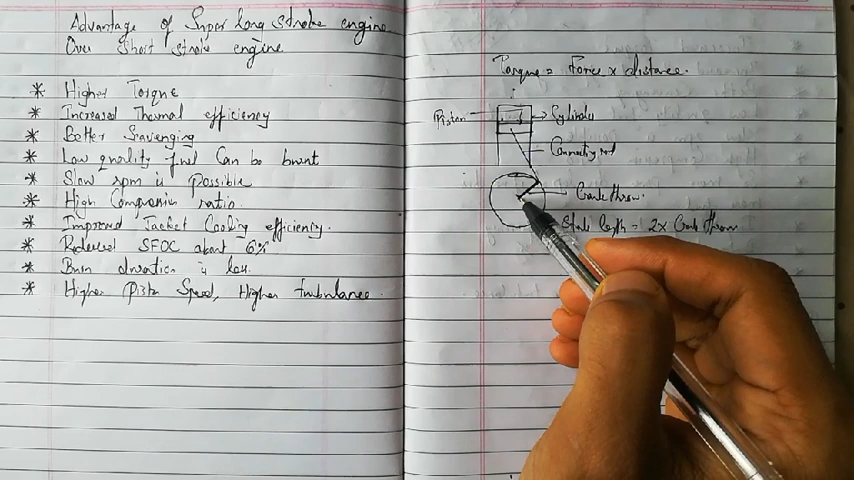 Advantage of Super Long Stroke engine
Over Short stroke engine
* Higher Torque
* Increased Thermal efficiency
* Better Scavenging
* Low quality fuel Can be burnt
* Slow rpm is Possible
* High Compression ratio
* Improved Jacket Cooling efficiency.
* Reduced SFOC about 6%
* Burn duration is less.
* Higher Piston Speed, Higher turbulance.
Torque = Force x distance.
Piston
Cylinder
Connecting rod
Crank throw.
Stroke length = 2x Crank throw